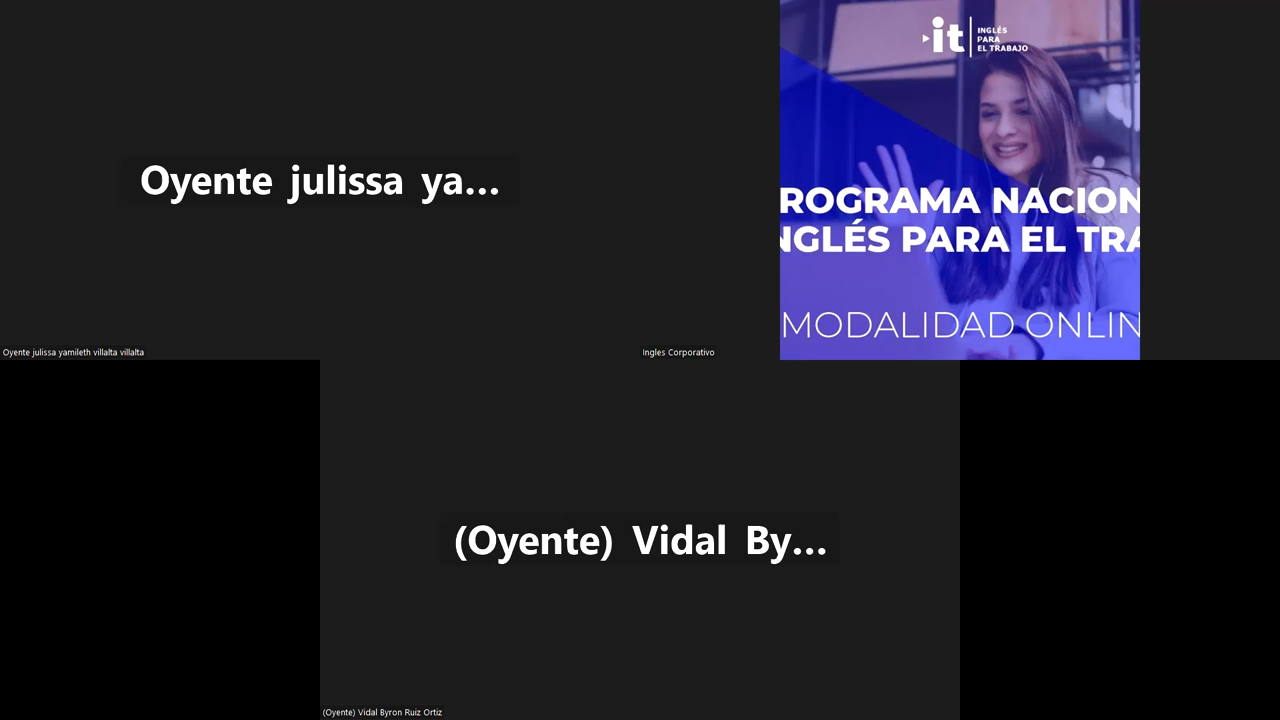 it
INGLÉS
PARA
EL TRABAJO
Oyente julissa ya...
ROGRAMA NACION
NGLÉS PARA EL TRA
MODALIDAD ONLIN
Oyente julissa yamileth villalta villalta
Ingles Corporativo
(Oyente) Vidal By...
(Oyente) Vidal Byron Ruiz Ortiz